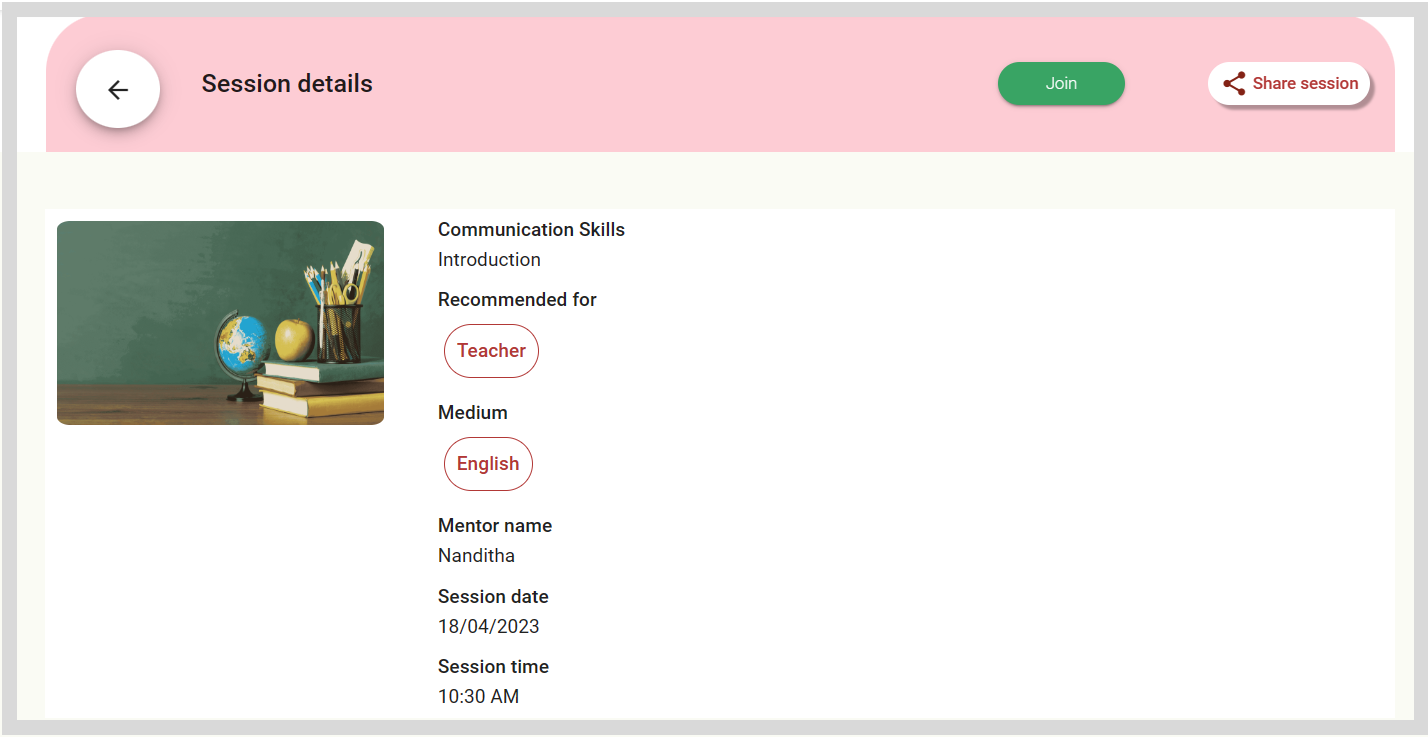 Session details
Join
Share session
Communication Skills
Introduction
Recommended for
Teacher
Medium
English
Mentor name
Nanditha
Session date
18/04/2023
Session time
10:30 AM